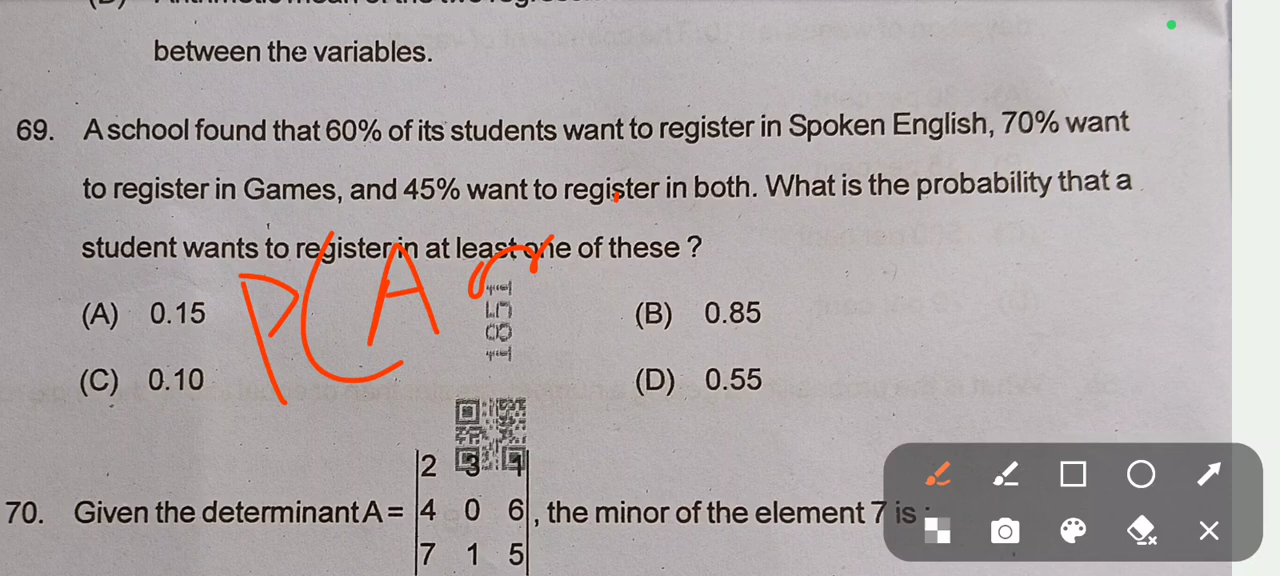 between the variables.
69. A school found that 60% of its students want to register in Spoken English, 70% want
to register in Games, and 45% want to register in both. What is the probability that a
student wants to register in at least one of these ?
P(A
(A) 0.15 (B) 0.85
1581
(C) 0.10 (D) 0.55
2 3 1
70. Given the determinant A = 4 0 6 , the minor of the element 7 is :
7 1 5